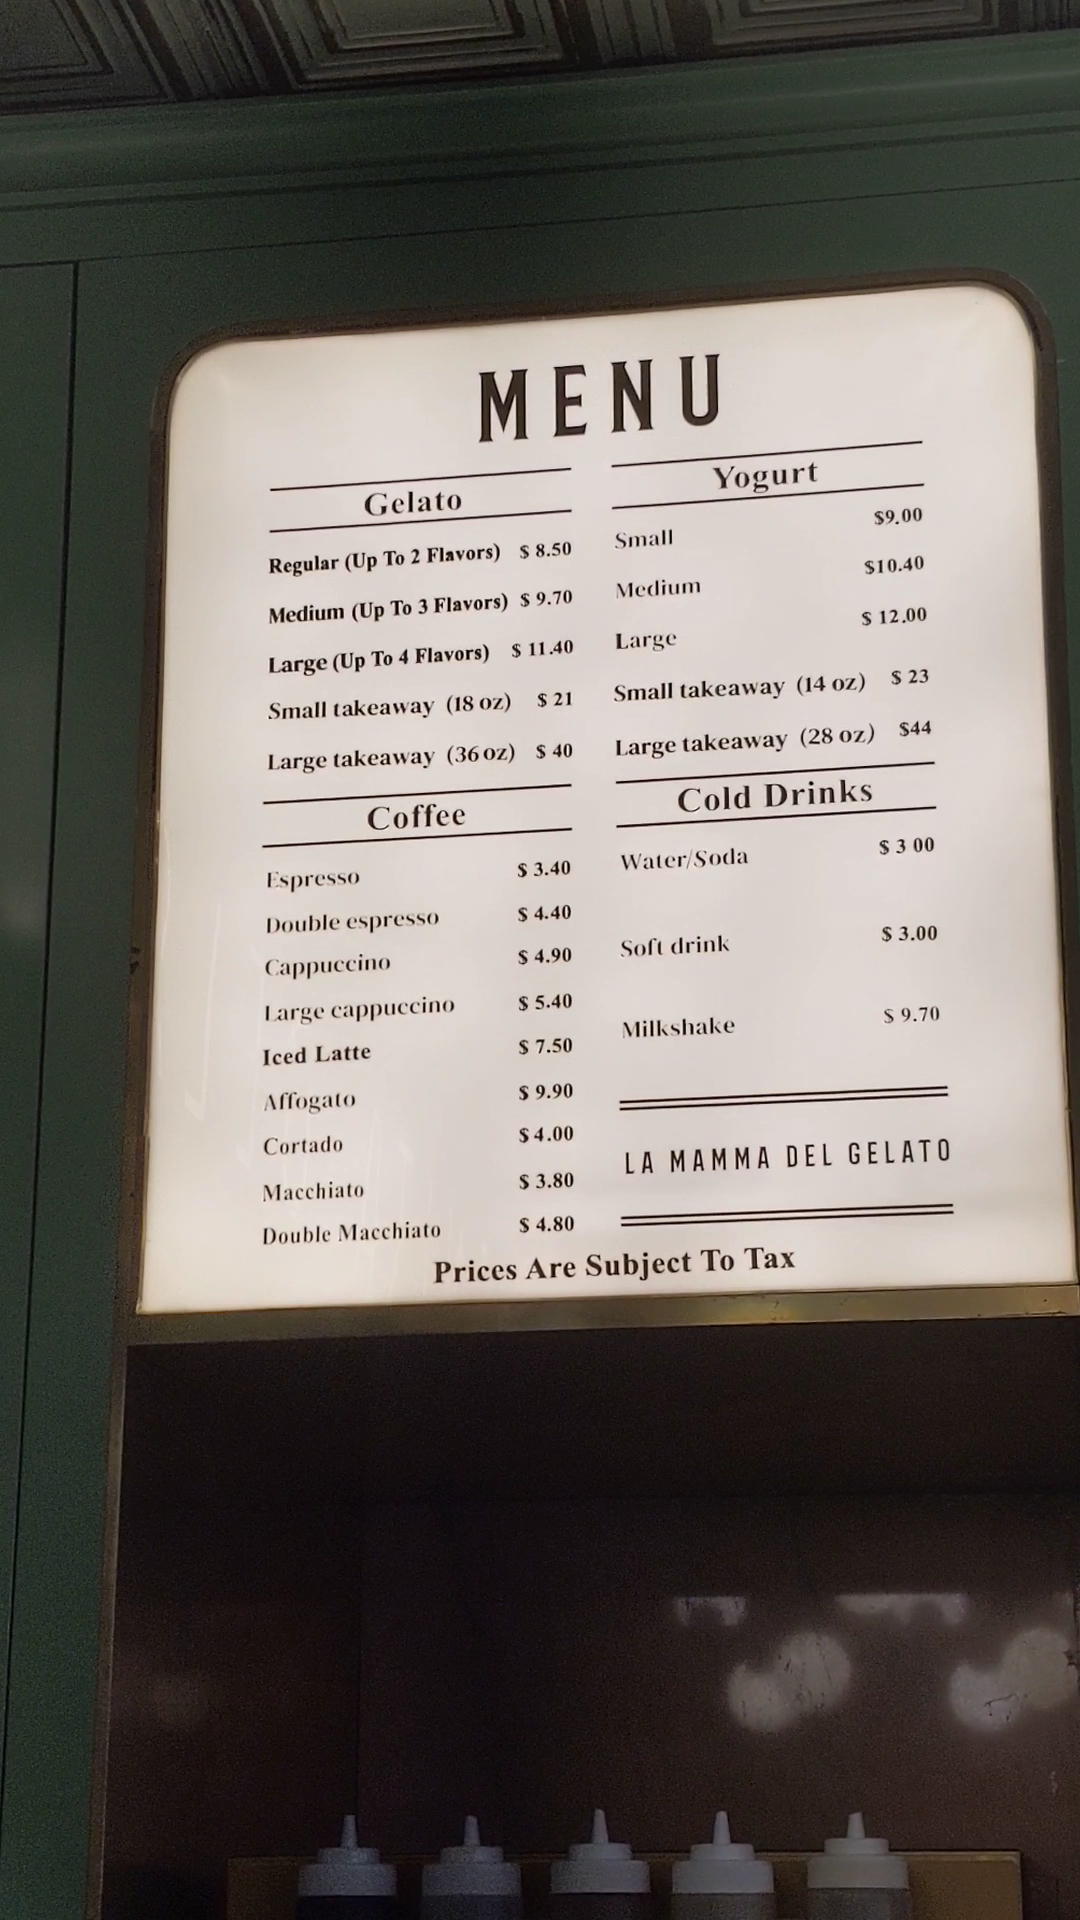 MENU
Gelato
Regular (Up To 2 Flavors) $ 8.50
Medium (Up To 3 Flavors) $ 9.70
Large (Up To 4 Flavors) $ 11.40
Small takeaway (18 oz) $ 21
Large takeaway (36 oz) $ 40
Coffee
Espresso $ 3.40
Double espresso $ 4.40
Cappuccino $ 4.90
Large cappuccino $ 5.40
Iced Latte $ 7.50
Affogato $ 9.90
Cortado $ 4.00
Macchiato $ 3.80
Double Macchiato $ 4.80
Yogurt
Small $9.00
Medium $10.40
Large $ 12.00
Small takeaway (14 oz) $ 23
Large takeaway (28 oz) $44
Cold Drinks
Water/Soda $ 3 00
Soft drink $ 3.00
Milkshake $ 9.70
LA MAMMA DEL GELATO
Prices Are Subject To Tax